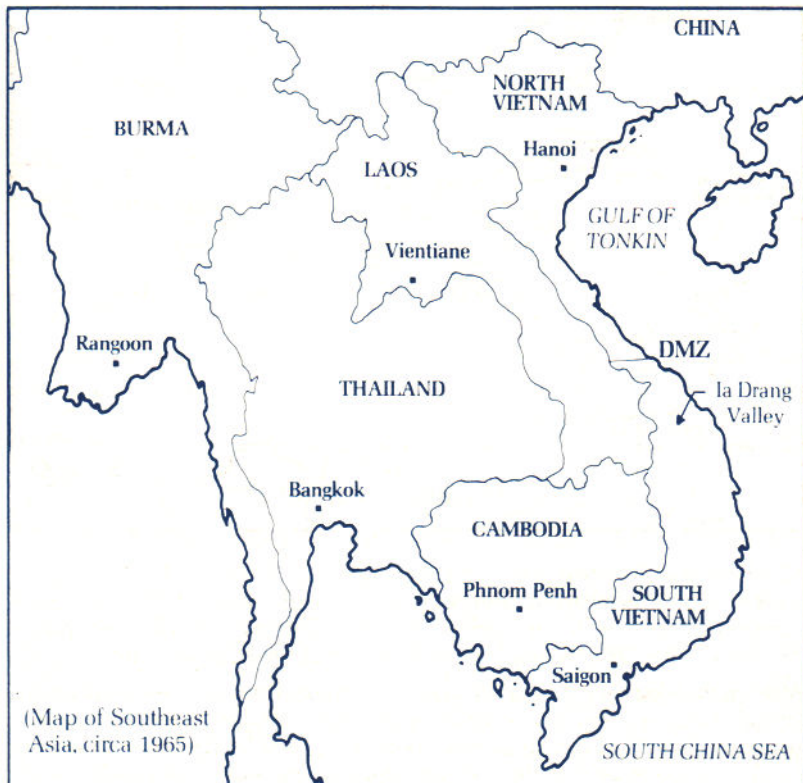 CHINA
NORTH
VIETNAM
BURMA
Hanoi
LAOS
GULF OF
TONKIN
Vientiane
Rangoon
DMZ
THAILAND
Ia Drang
Valley
Bangkok
CAMBODIA
Phnom Penh
SOUTH
VIETNAM
Saigon
(Map of Southeast
Asia, circa 1965)
SOUTH CHINA SEA